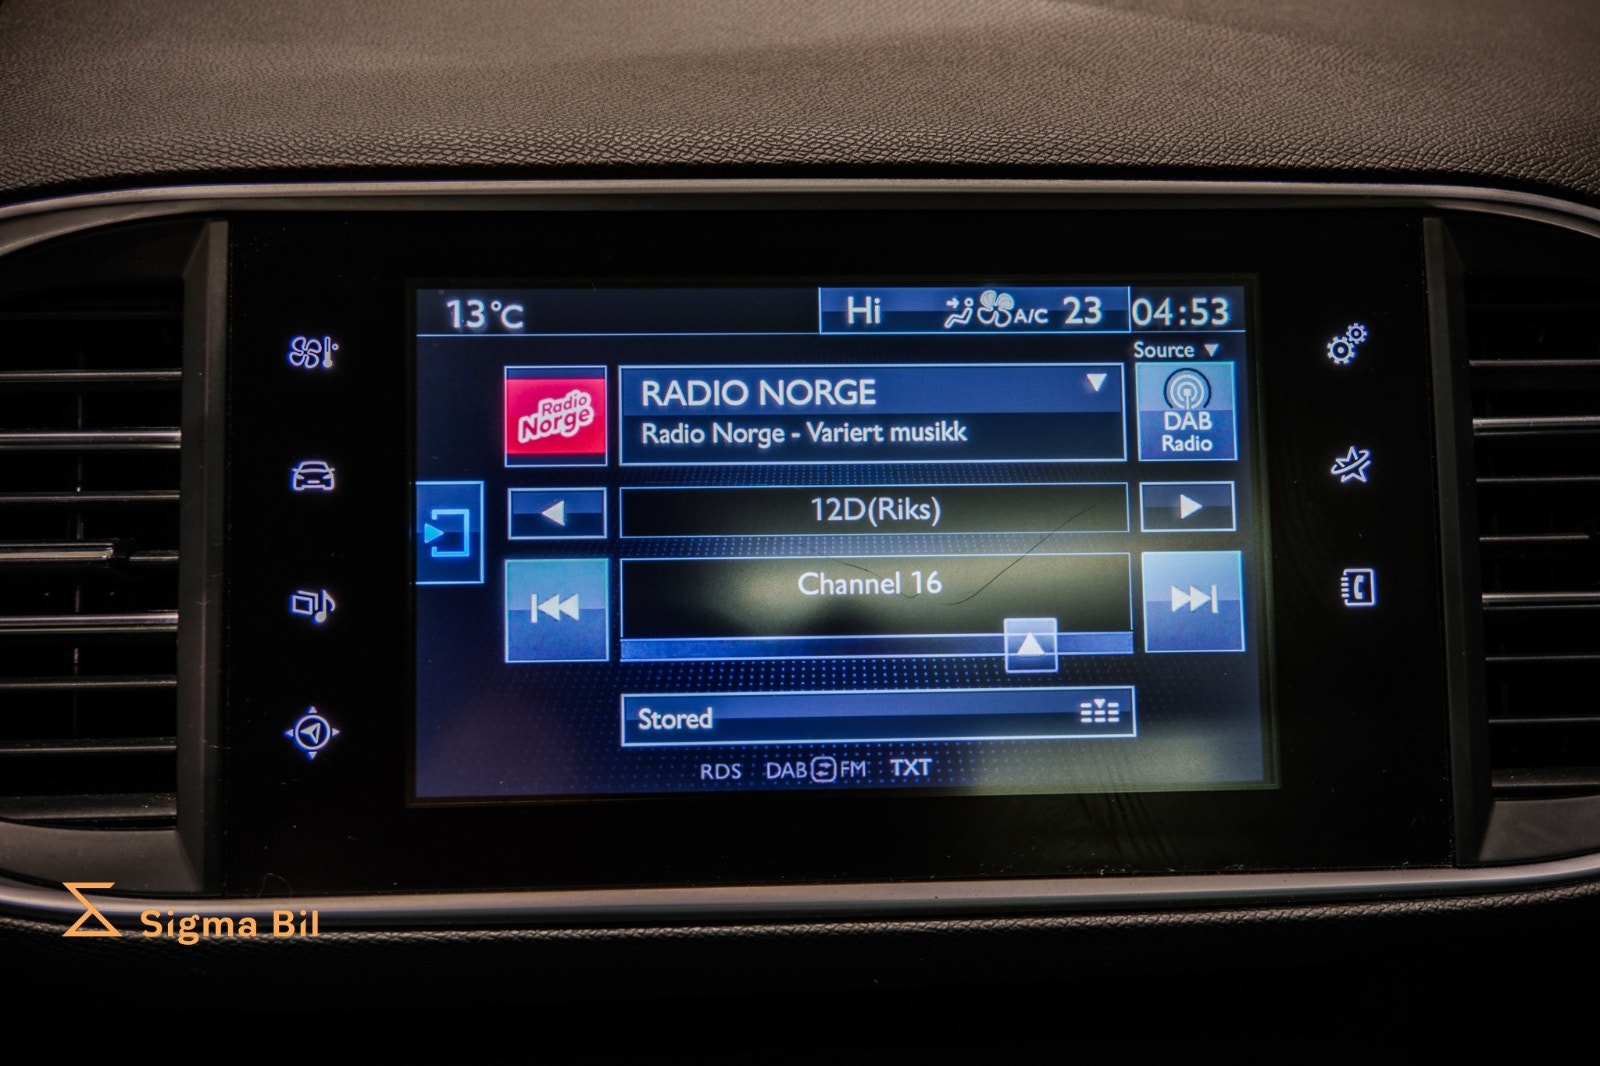 13°C
Hi A/C 23
04:53
Source
Radio
Norge
RADIO NORGE
Radio Norge - Variert musikk
DAB
Radio
12D(Riks)
Channel 16
Stored
RDS DAB FM TXT
Sigma Bil